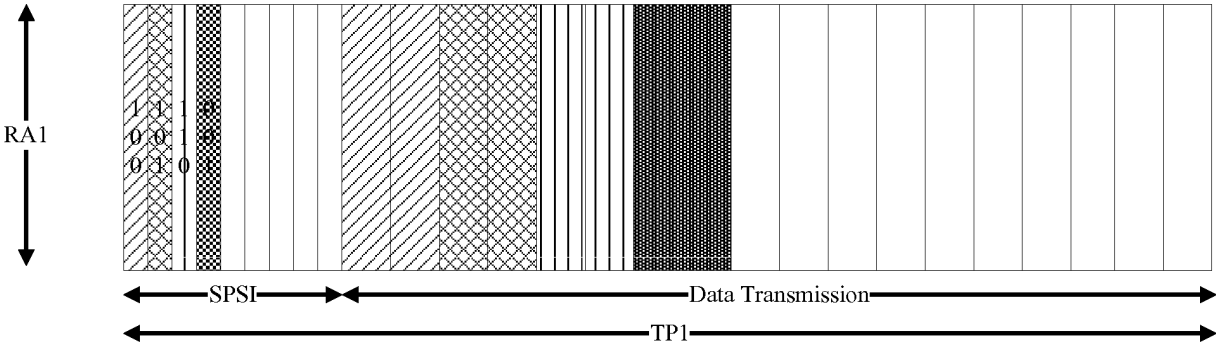 1 1 1 0
RA1
0 0 1 0
0 1 0 1
SPSI
Data Transmission
TP1